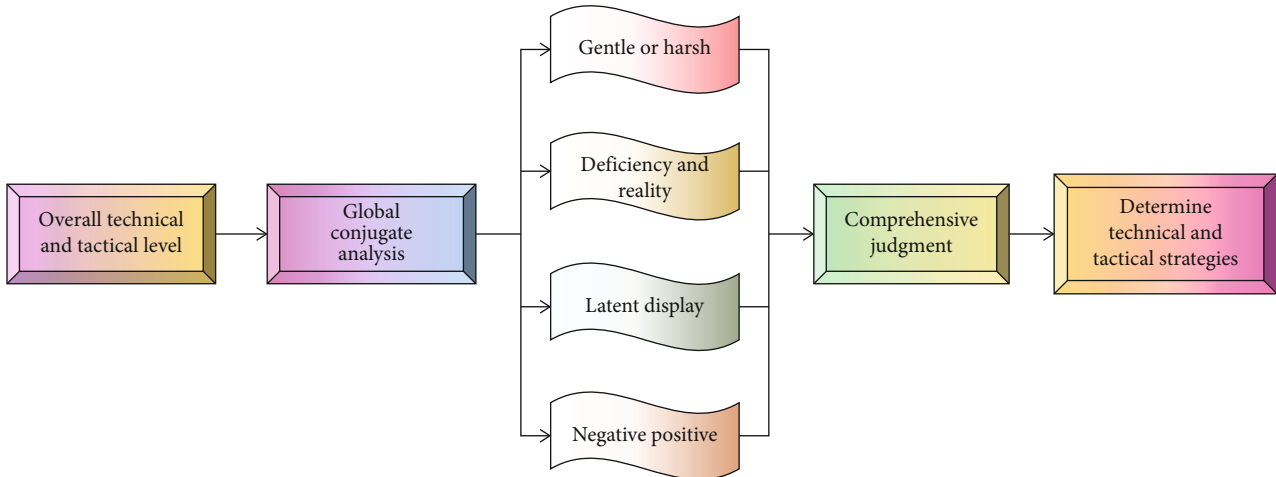 Overall technical
and tactical level
Global
conjugate
analysis
Gentle or harsh
Deficiency and
reality
Latent display
Negative positive
Comprehensive
judgment
Determine
technical and
tactical strategies